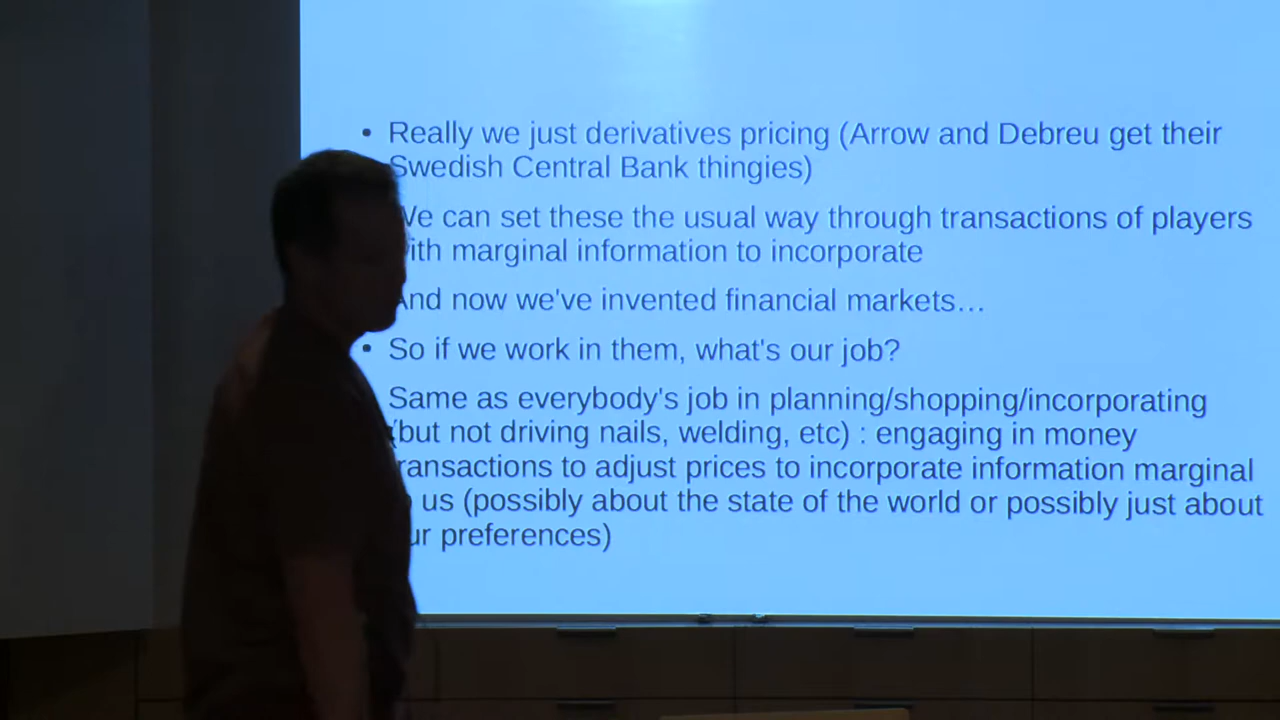 • Really we just derivatives pricing (Arrow and Debreu get their
Swedish Central Bank thingies)
We can set these the usual way through transactions of players
with marginal information to incorporate
And now we've invented financial markets…
• So if we work in them, what's our job?
Same as everybody's job in planning/shopping/incorporating
(but not driving nails, welding, etc) : engaging in money
transactions to adjust prices to incorporate information marginal
us (possibly about the state of the world or possibly just about
our preferences)